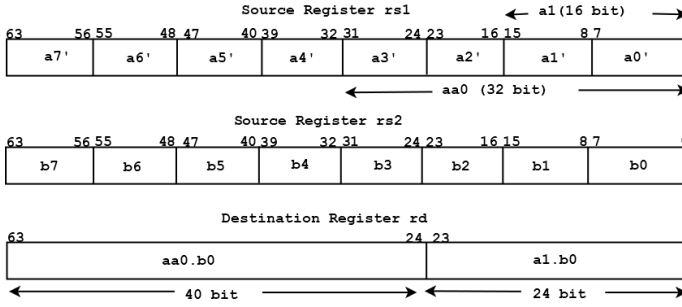 Source Register rs1
a1(16 bit)
63 56 55 48 47 40 39 32 31 24 23 16 15 8 7
a7' a6' a5' a4' a3' a2' a1' a0'
aa0 (32 bit)
Source Register rs2
63 56 55 48 47 40 39 32 31 24 23 16 15 8 7
b7 b6 b5 b4 b3 b2 b1 b0
Destination Register rd
63 24 23
aa0.b0 a1.b0
40 bit 24 bit